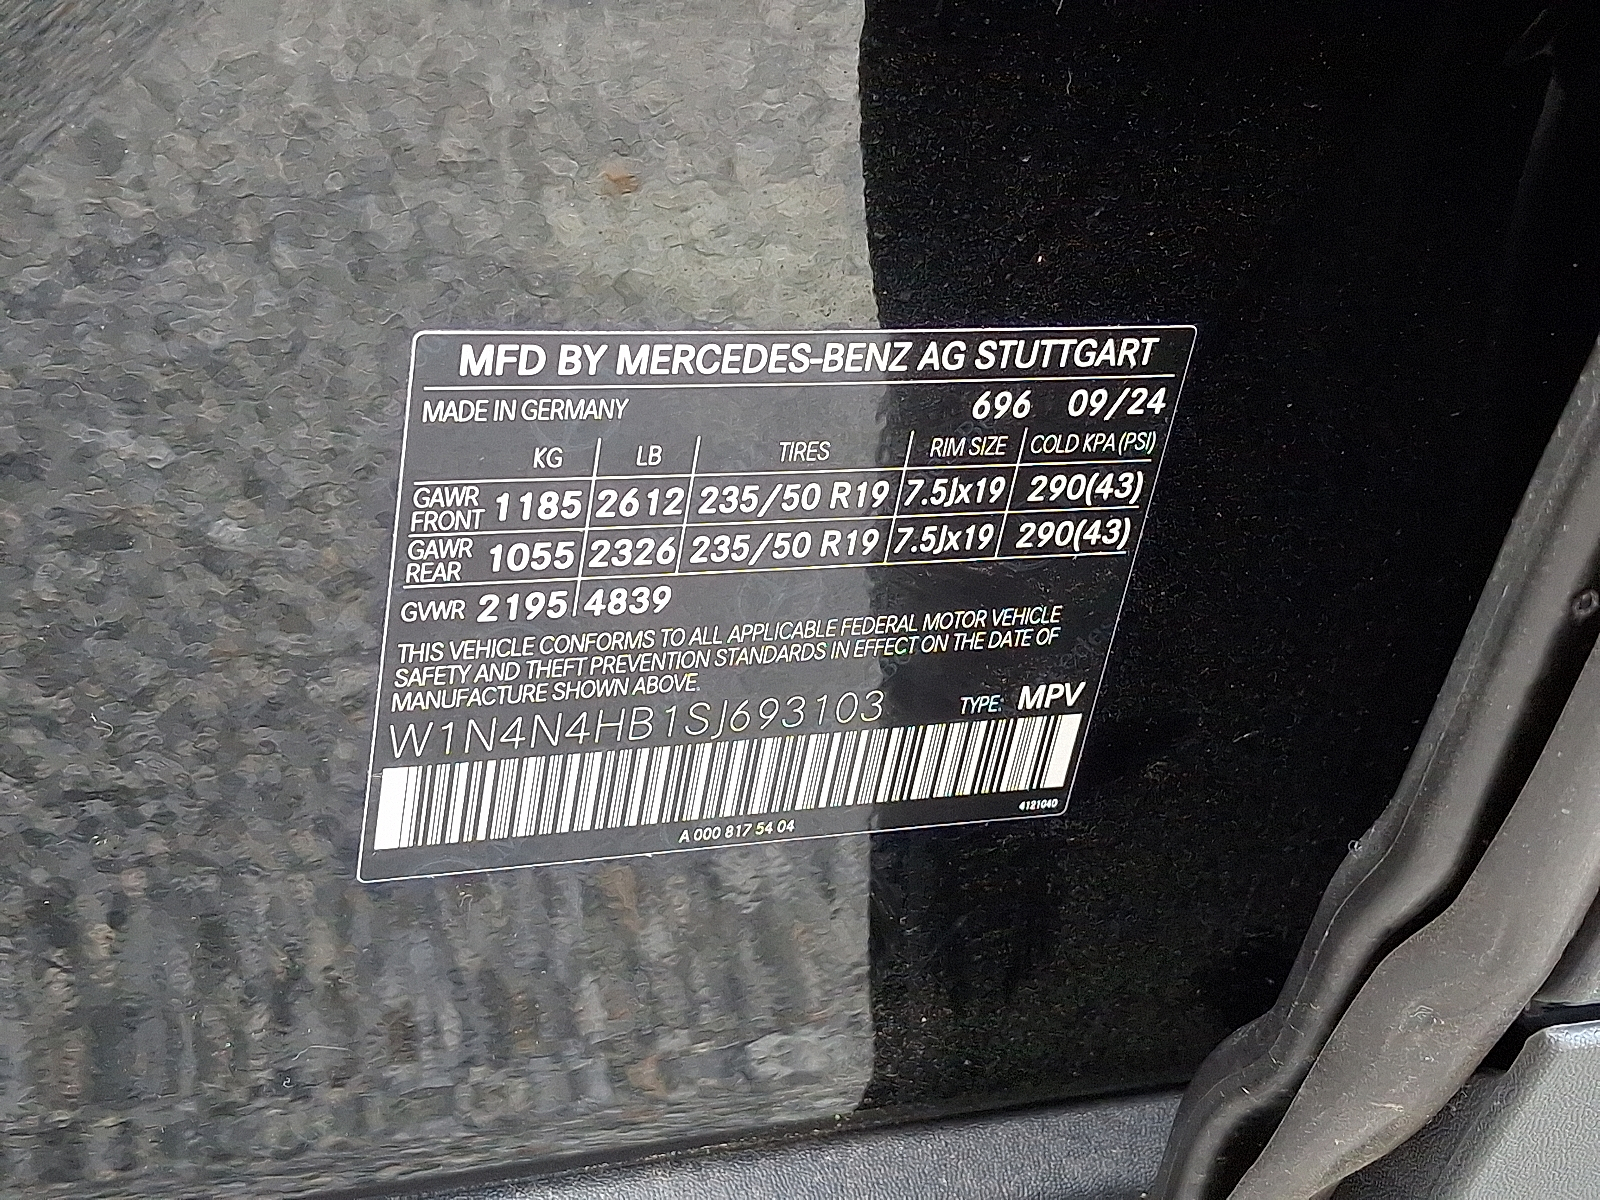 MFD BY MERCEDES-BENZ AG STUTTGART
MADE IN GERMANY 696 09/24
KG LB TIRES RIM SIZE COLD KPA (PSI)
GAWR FRONT 1185 2612 235/50 R19 7.5Jx19 290(43)
GAWR REAR 1055 2326 235/50 R19 7.5Jx19 290(43)
GVWR 2195 4839
THIS VEHICLE CONFORMS TO ALL APPLICABLE FEDERAL MOTOR VEHICLE
SAFETY AND THEFT PREVENTION STANDARDS IN EFFECT ON THE DATE OF
MANUFACTURE SHOWN ABOVE.
W1N4N4HB1SJ693103 TYPE: MPV
4121040
A 000 817 54 04